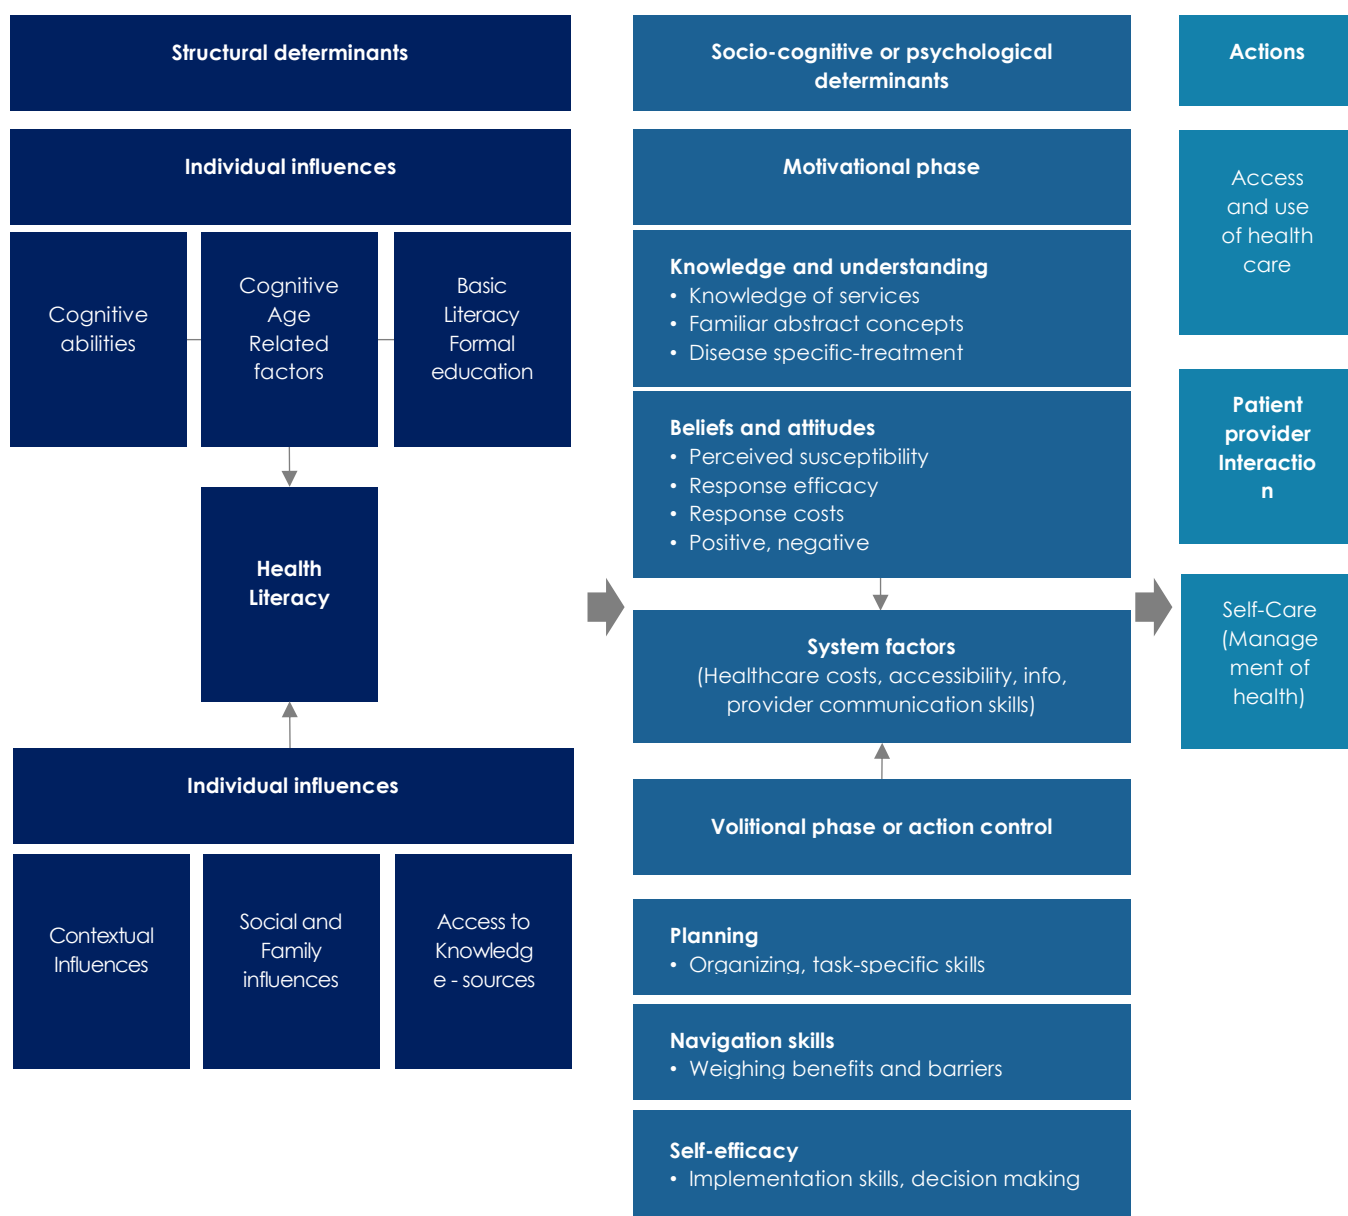 Structural determinants
Individual influences
Cognitive
abilities
Cognitive
Age
Related
factors
Basic
Literacy
Formal
education
Health
Literacy
Individual influences
Contextual
Influences
Social and
Family
influences
Access to
Knowledg
e - sources
Socio-cognitive or psychological
determinants
Motivational phase
Knowledge and understanding
• Knowledge of services
• Familiar abstract concepts
• Disease specific-treatment
Beliefs and attitudes
• Perceived susceptibility
• Response efficacy
• Response costs
• Positive, negative
System factors
(Healthcare costs, accessibility, info,
provider communication skills)
Volitional phase or action control
Planning
• Organizing, task-specific skills
Navigation skills
• Weighing benefits and barriers
Self-efficacy
• Implementation skills, decision making
Actions
Access
and use
of health
care
Patient
provider
Interactio
n
Self-Care
(Manage
ment of
health)